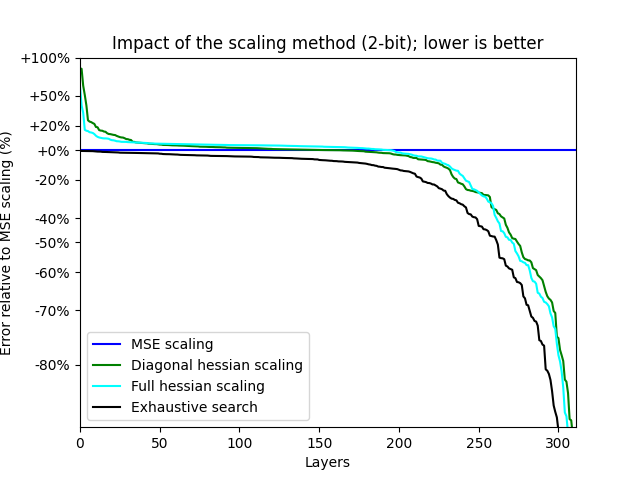 Impact of the scaling method (2-bit); lower is better
Error relative to MSE scaling (%)
+100%
+50%
+20%
+0%
-20%
-40%
-50%
-60%
-70%
-80%
MSE scaling
Diagonal hessian scaling
Full hessian scaling
Exhaustive search
0 50 100 150 200 250 300
Layers